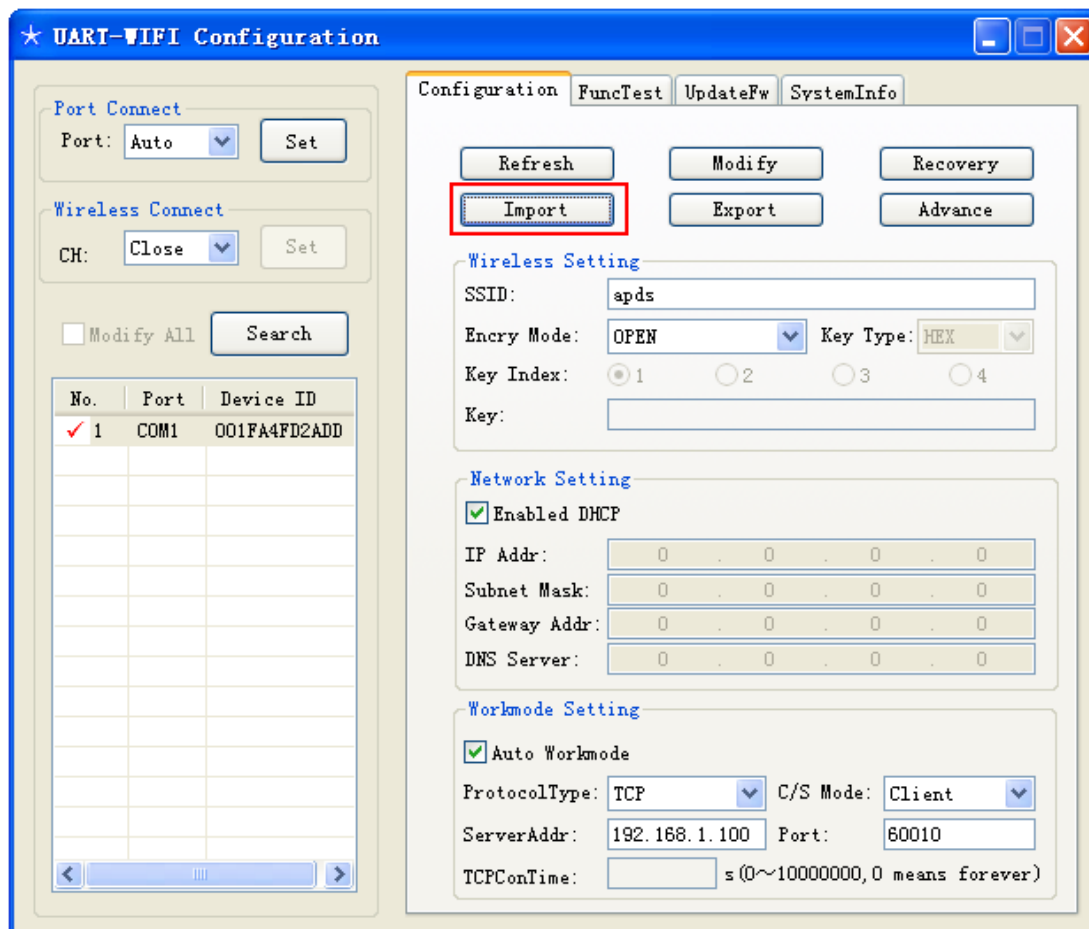 UART-WIFI Configuration
Port Connect
Port: Auto Set
Wireless Connect
CH: Close Set
Modify All Search
No. Port Device ID
1 COM1 001FA4FD2ADD
Configuration FuncTest UpdateFw SystemInfo
Refresh Modify Recovery
Import Export Advance
Wireless Setting
SSID: apds
Encry Mode: OPEN Key Type: HEX
Key Index: 1 2 3 4
Key:
Network Setting
Enabled DHCP
IP Addr: 0 . 0 . 0 . 0
Subnet Mask: 0 . 0 . 0 . 0
Gateway Addr: 0 . 0 . 0 . 0
DNS Server: 0 . 0 . 0 . 0
Workmode Setting
Auto Workmode
ProtocolType: TCP C/S Mode: Client
ServerAddr: 192.168.1.100 Port: 60010
TCPConTime: s(0～10000000,0 means forever)